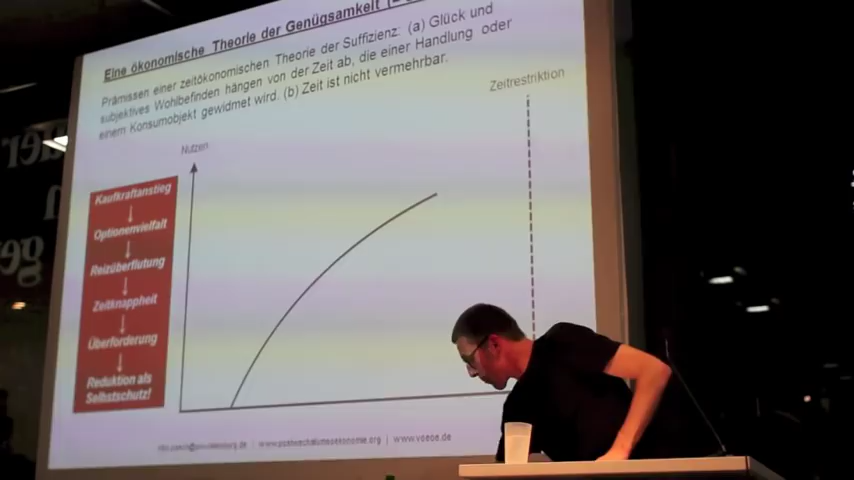 Eine ökonomische Theorie der Genügsamkeit
Prämissen einer zeitökonomischen Theorie der Suffizienz: (a) Glück und
subjektives Wohlbefinden hängen von der Zeit ab, die einer Handlung oder
einem Konsumobjekt gewidmet wird. (b) Zeit ist nicht vermehrbar.
Zeitrestriktion
Nutzen
Kaufkraftanstieg
Optionenvielfalt
Reizüberflutung
Zeitknappheit
Überforderung
Reduktion als
Selbstschutz!
| www.postwachstumsoekonomie.org | www.voeoe.de